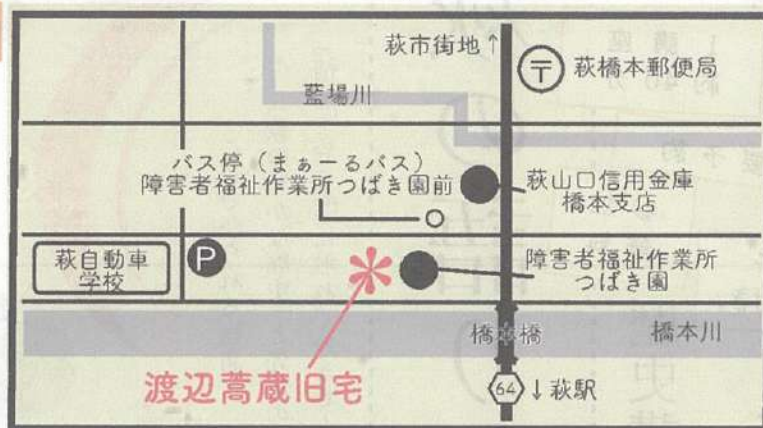 萩市街地↑
〒 萩橋本郵便局
藍場川
バス停（まぁーるバス）
障害者福祉作業所つばき園前
萩山口信用金庫
橋本支店
萩自動車
学校
P
障害者福祉作業所
つばき園
橋本橋
橋本川
渡辺蒿蔵旧宅
64 ↓萩駅